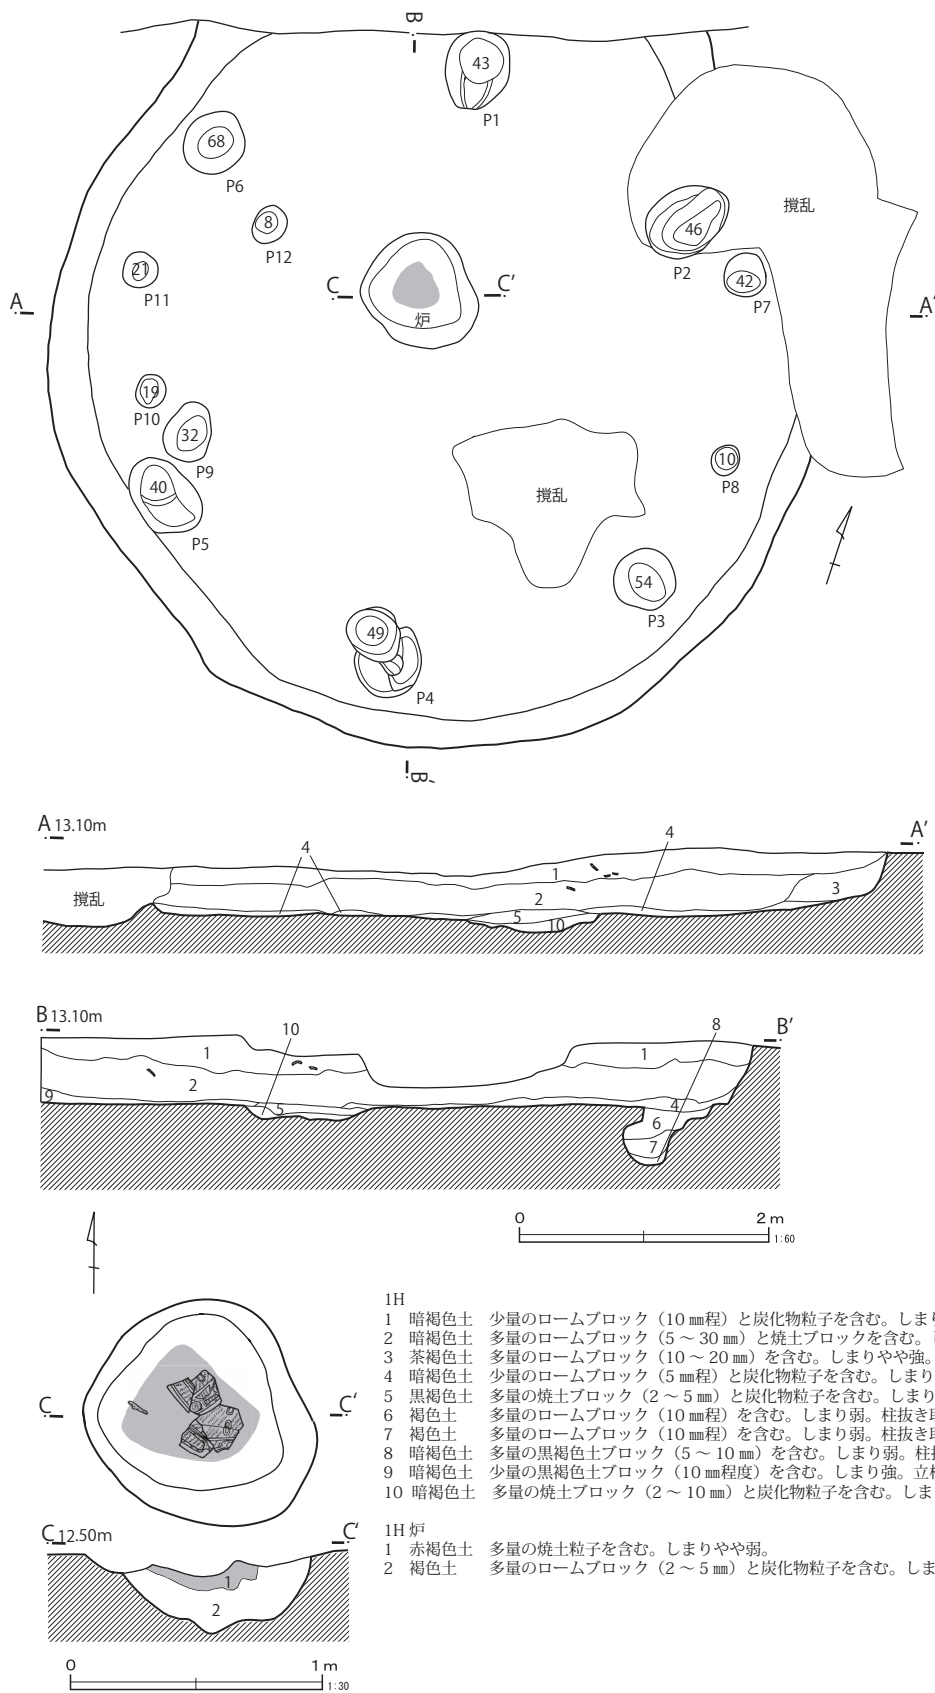 B
43
P1
68
P6
8
P12
21
P11
46
P2
撹乱
42
P7
C
C'
炉
A
A'
19
P10
32
P9
40
P5
10
P8
撹乱
54
P3
49
P4
B'
A 13.10m
A'
4
4
1
2
3
5
10
撹乱
B 13.10m
B'
10
8
1
1
2
9
5
4
6
7
0
2 m
1:60
C
C'
C 12.50m
C'
1
2
0
1 m
1:30
1H
1 暗褐色土 少量のロームブロック（10 ㎜程）と炭化物粒子を含む。しまり
2 暗褐色土 多量のロームブロック（5 ～ 30 ㎜）と焼土ブロックを含む。
3 茶褐色土 多量のロームブロック（10 ～ 20 ㎜）を含む。しまりやや強。
4 暗褐色土 少量のロームブロック（5 ㎜程）と炭化物粒子を含む。しまり
5 黒褐色土 多量の焼土ブロック（2 ～ 5 ㎜）と炭化物粒子を含む。しまり
6 褐色土 多量のロームブロック（10 ㎜程）を含む。しまり弱。柱抜き取
7 褐色土 多量のロームブロック（10 ㎜程）を含む。しまり弱。柱抜き取
8 暗褐色土 多量の黒褐色土ブロック（5 ～ 10 ㎜）を含む。しまり弱。柱
9 暗褐色土 少量の黒褐色土ブロック（10 ㎜程度）を含む。しまり強。立
10 暗褐色土 多量の焼土ブロック（2 ～ 10 ㎜）と炭化物粒子を含む。しま
1H 炉
1 赤褐色土 多量の焼土粒子を含む。しまりやや弱。
2 褐色土 多量のロームブロック（2 ～ 5 ㎜）と炭化物粒子を含む。しま